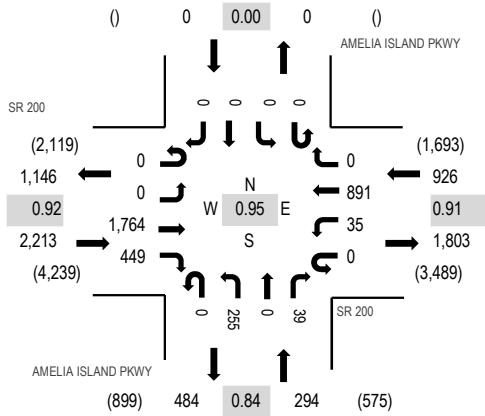 () 0 0.00 0 ()
AMELIA ISLAND PKWY
SR 200
0 0 0 0
(2,119) (1,693)
1,146 0 0 926
0 N 891
0.92 W 0.95 E 0.91
1,764 35
2,213 S 1,803
449 0
(4,239) (3,489)
0 255 0 39
SR 200
AMELIA ISLAND PKWY
(899) 484 0.84 294 (575)